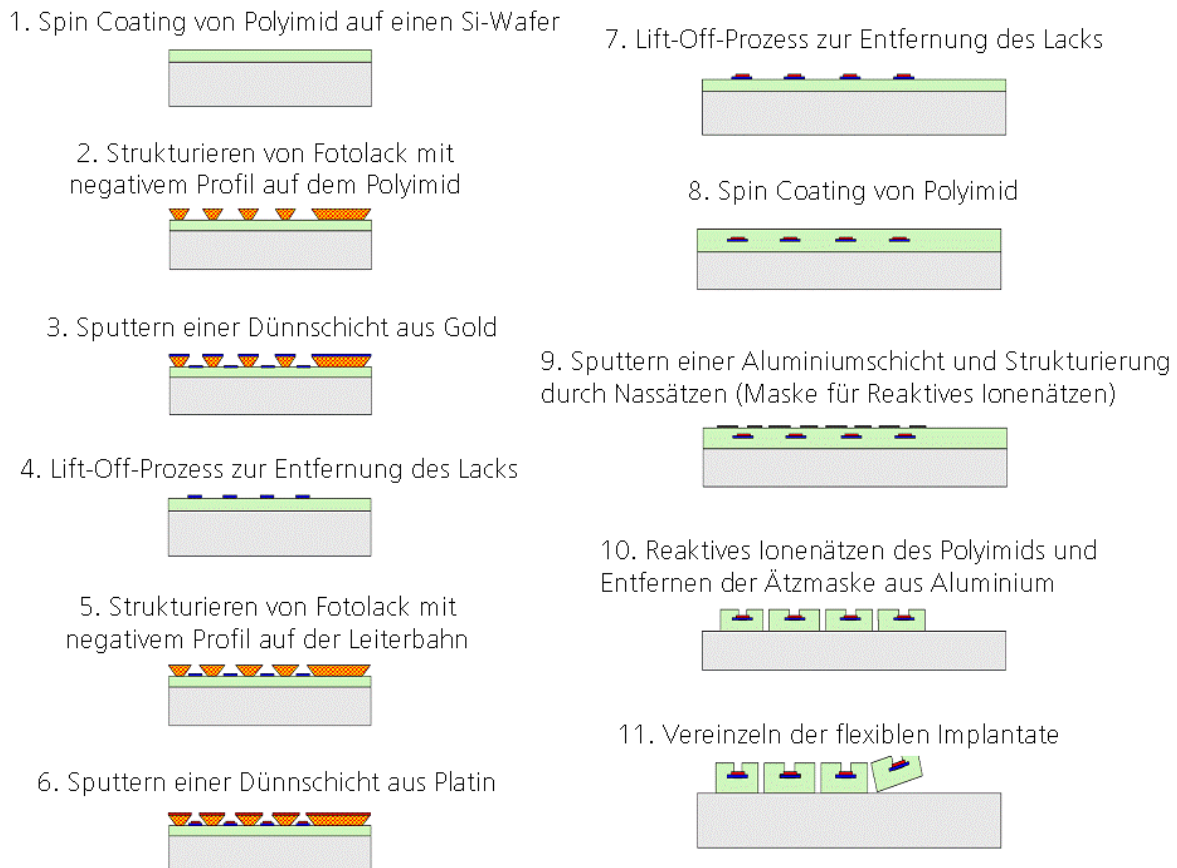 1. Spin Coating von Polyimid auf einen Si-Wafer
2. Strukturieren von Fotolack mit
negativem Profil auf dem Polyimid
3. Sputtern einer Dünnschicht aus Gold
4. Lift-Off-Prozess zur Entfernung des Lacks
5. Strukturieren von Fotolack mit
negativem Profil auf der Leiterbahn
6. Sputtern einer Dünnschicht aus Platin
7. Lift-Off-Prozess zur Entfernung des Lacks
8. Spin Coating von Polyimid
9. Sputtern einer Aluminiumschicht und Strukturierung
durch Nassätzen (Maske für Reaktives Ionenätzen)
10. Reaktives Ionenätzen des Polyimids und
Entfernen der Ätzmaske aus Aluminium
11. Vereinzeln der flexiblen Implantate